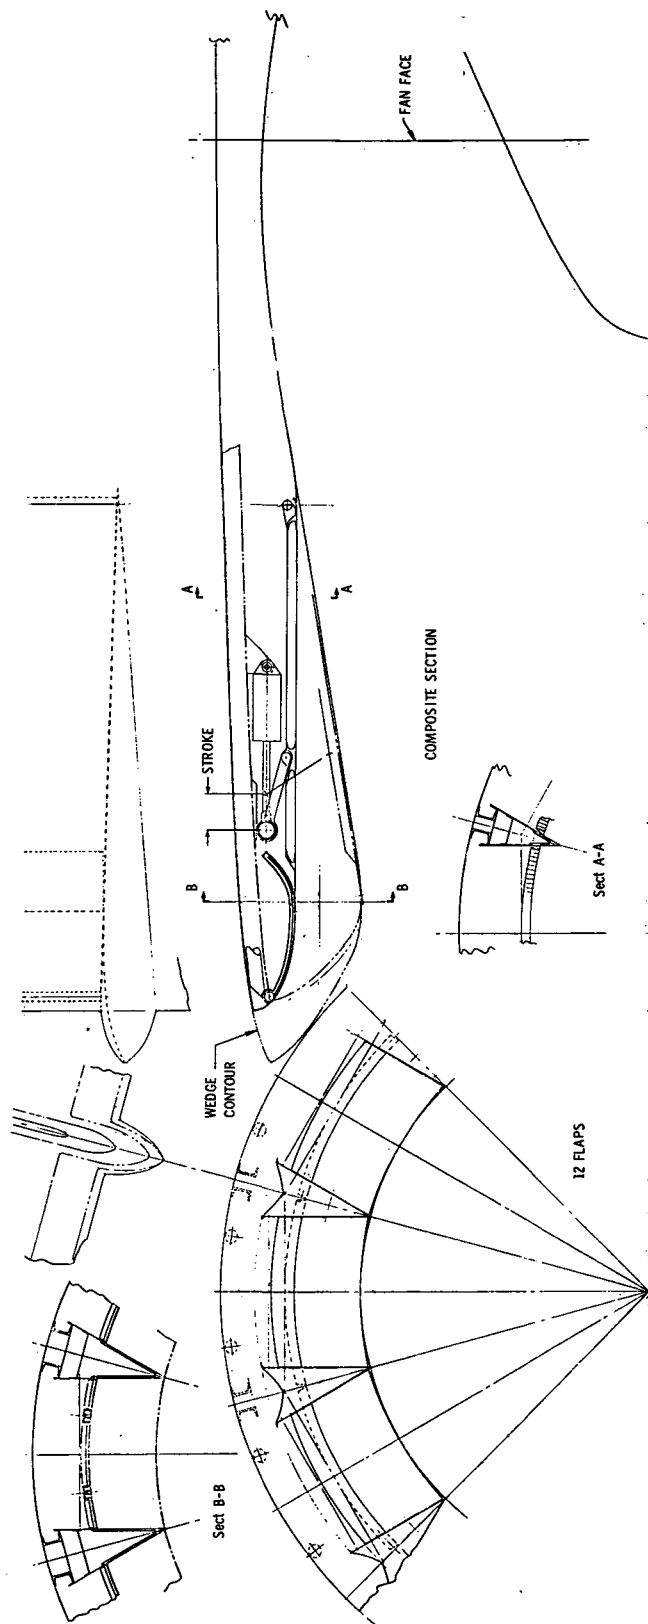 FAN FACE
A
A
STROKE
COMPOSITE SECTION
B
B
Sect A-A
WEDGE
CONTOUR
12 FLAPS
Sect B-B